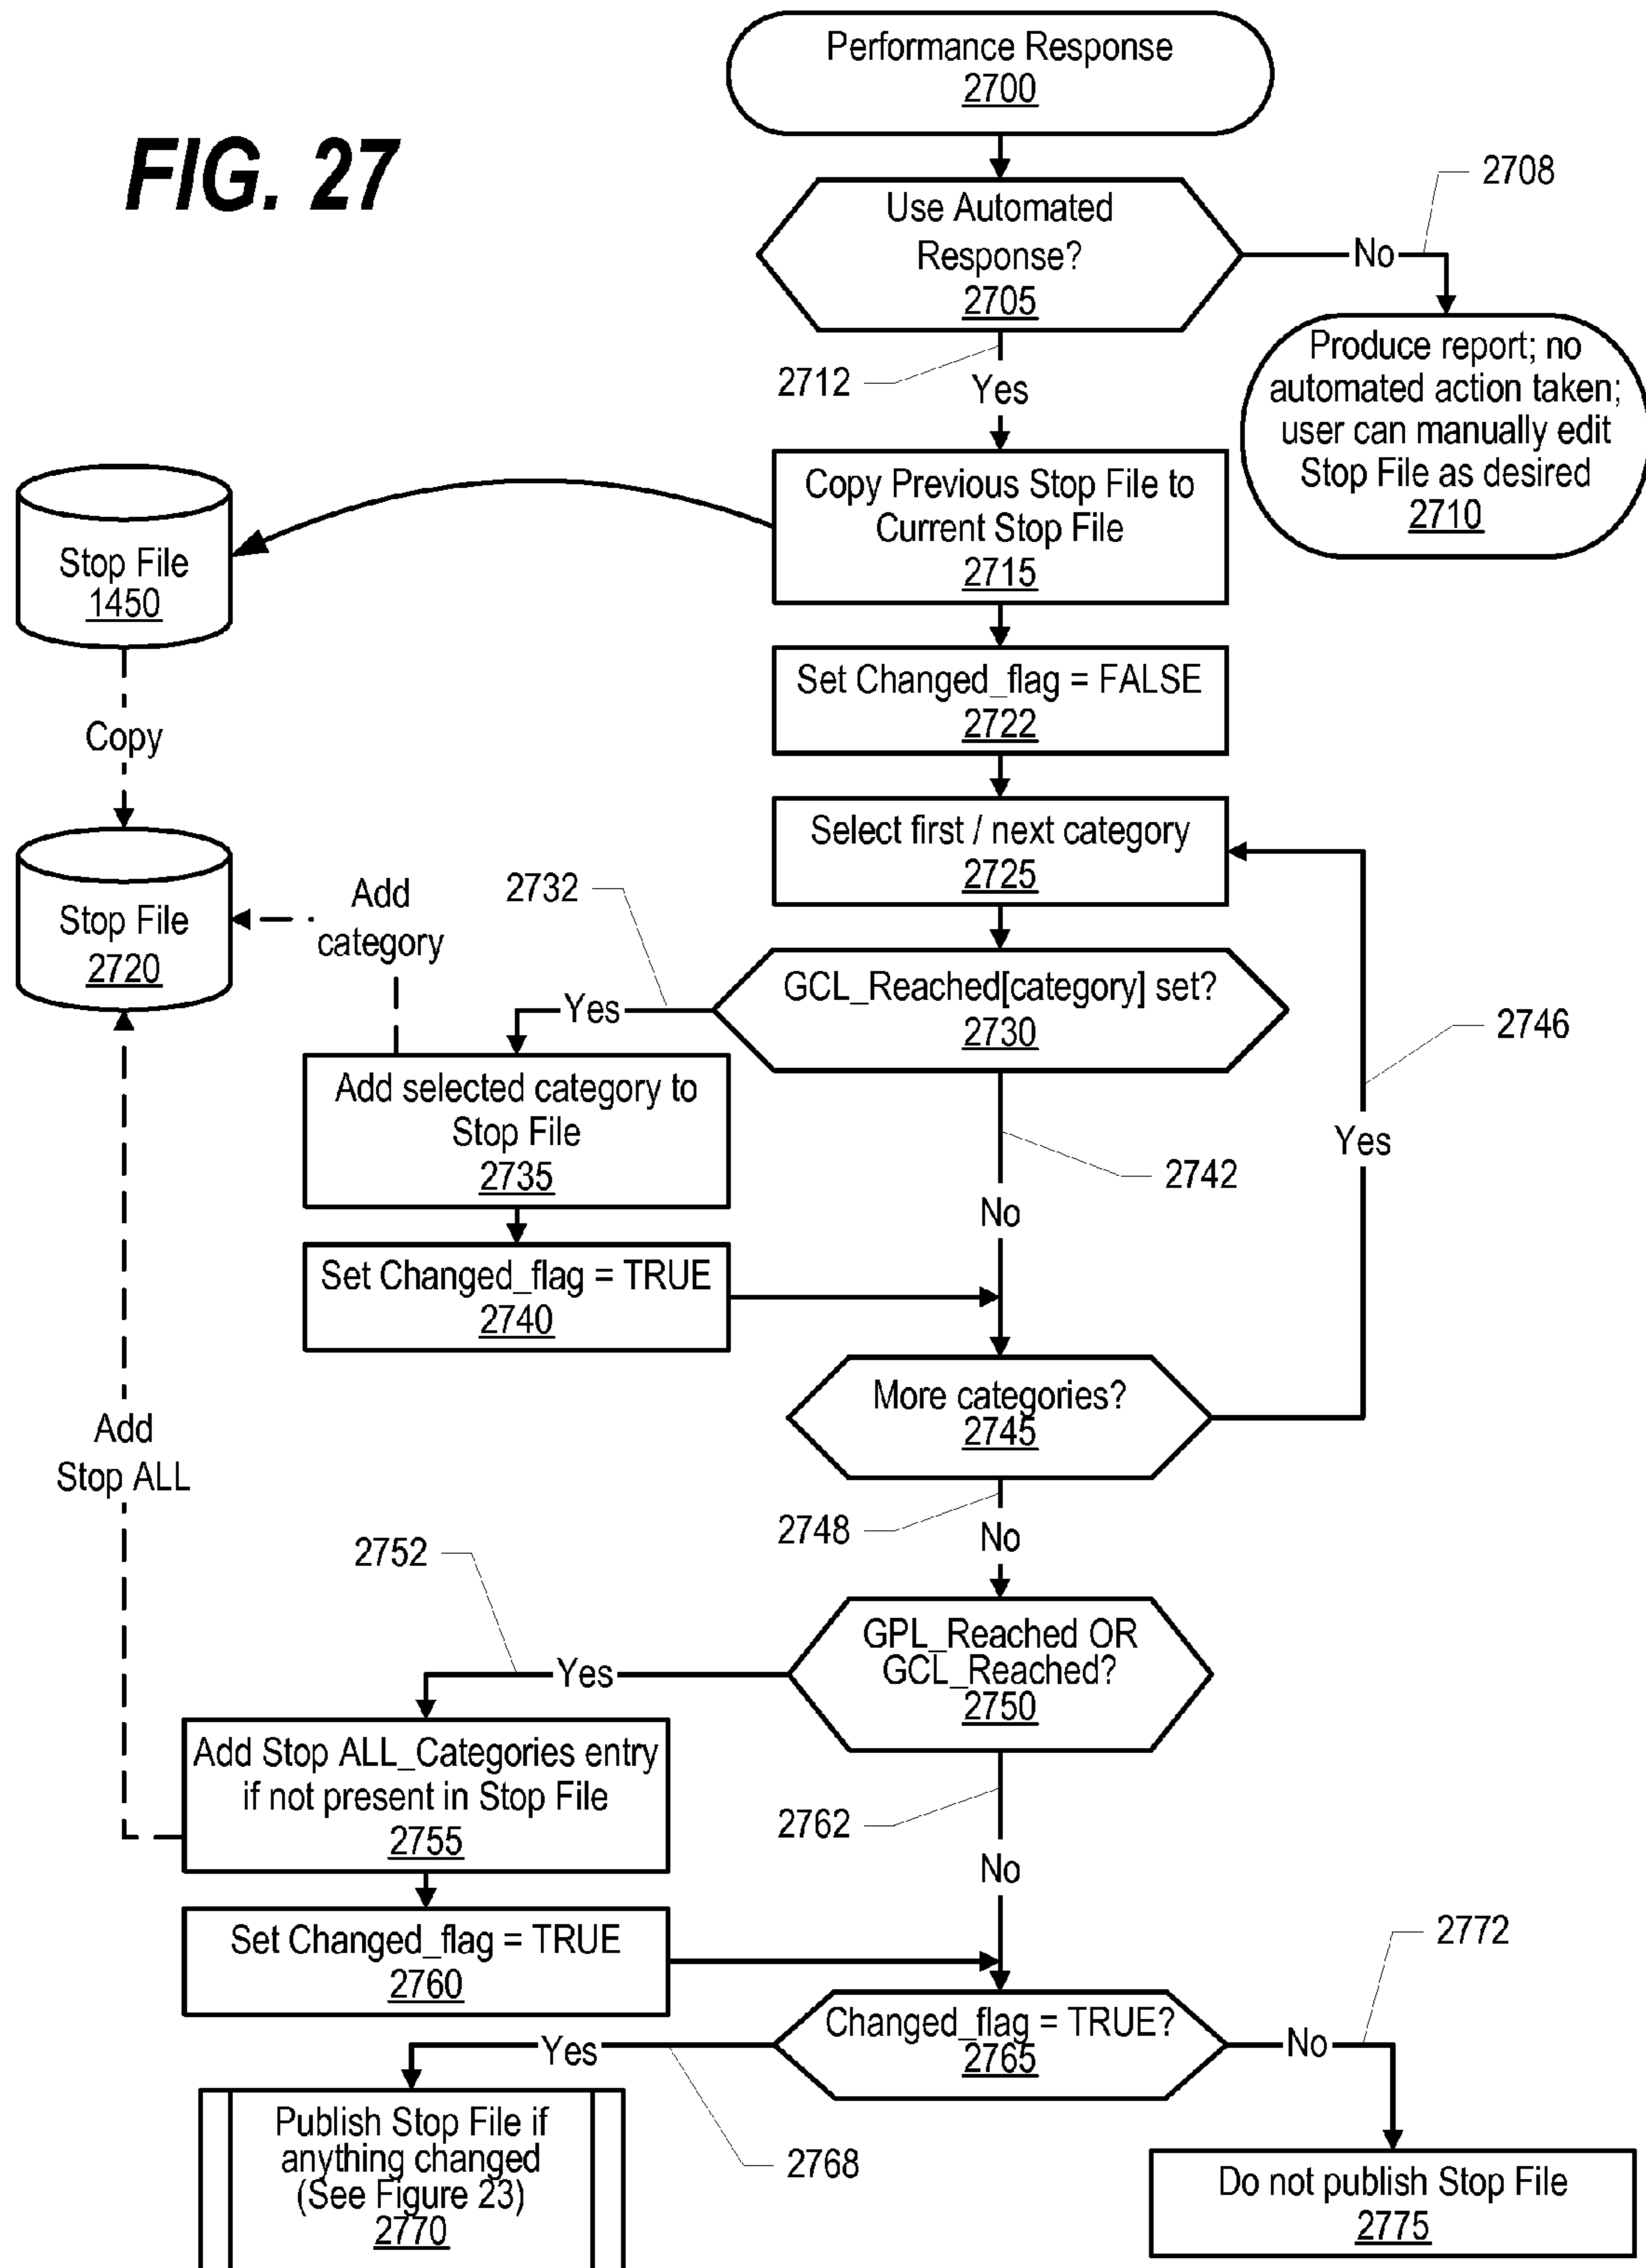 FIG. 27
Performance Response
2700
Use Automated
Response?
2705
2708
No
Produce report; no
automated action taken;
user can manually edit
Stop File as desired
2710
2712
Yes
Copy Previous Stop File to
Current Stop File
2715
Stop File
1450
Copy
Set Changed_flag = FALSE
2722
Select first / next category
2725
Stop File
2720
Add
category
2732
Yes
GCL_Reached[category] set?
2730
2746
Yes
Add selected category to
Stop File
2735
2742
No
Set Changed_flag = TRUE
2740
More categories?
2745
Add
Stop ALL
2748
No
2752
Yes
GPL_Reached OR
GCL_Reached?
2750
Add Stop ALL_Categories entry
if not present in Stop File
2755
2762
No
Set Changed_flag = TRUE
2760
2772
Changed_flag = TRUE?
2765
Yes
No
Publish Stop File if
anything changed
(See Figure 23)
2770
2768
Do not publish Stop File
2775